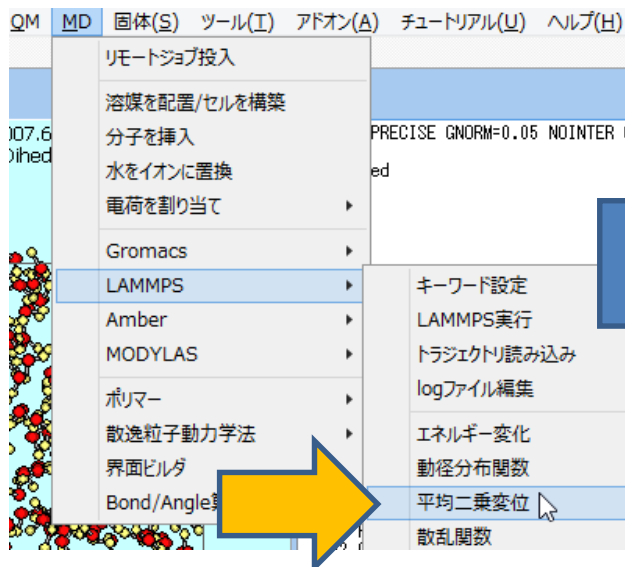 QM MD 固体(S) ツール(T) アドオン(A) チュートリアル(U) ヘルプ(H)
リモートジョブ投入
溶媒を配置/セルを構築
007.6
分子を挿入
PRECISE GNORM=0.05 NOINTER
Dihed
水をイオンに置換
ed
電荷を割り当て
Gromacs
LAMMPS
キーワード設定
Amber
LAMMPS実行
MODYLAS
トラジェクトリ読み込み
logファイル編集
ポリマー
散逸粒子動力学法
エネルギー変化
界面ビルダ
動径分布関数
Bond/Angle
平均二乗変位
散乱関数